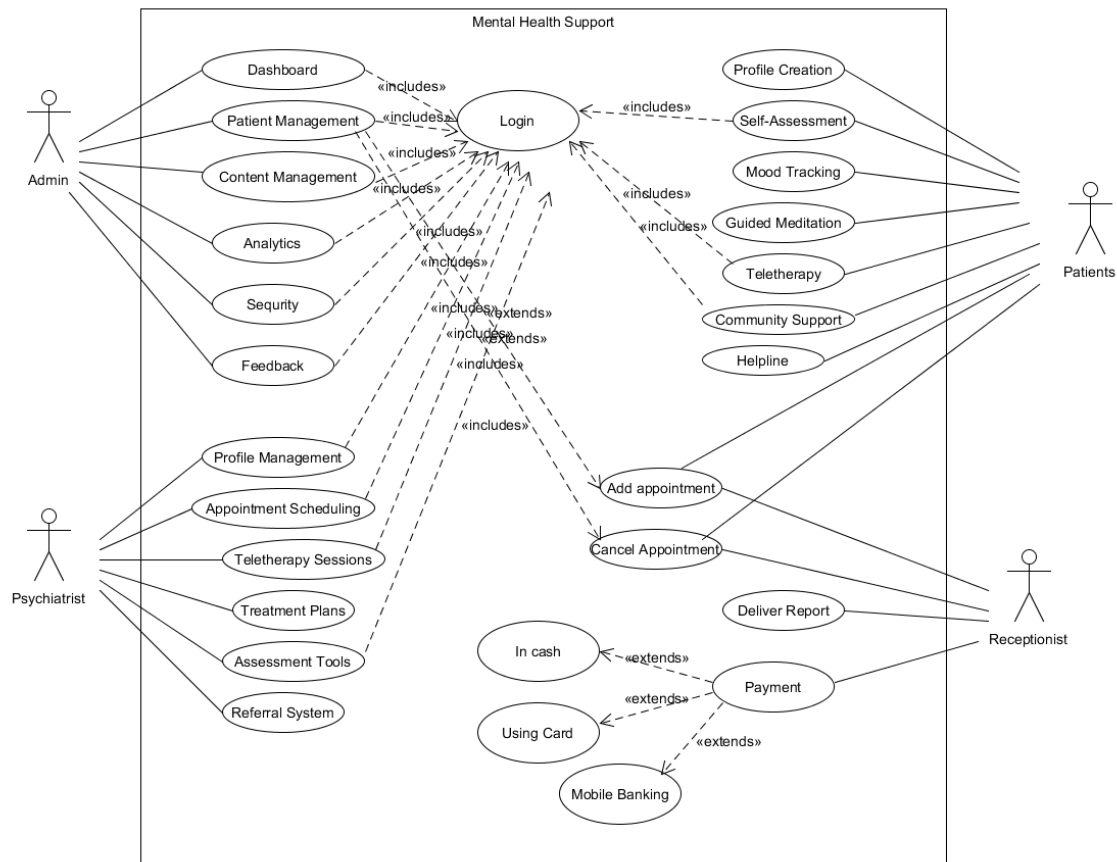 Mental Health Support
Dashboard
Profile Creation
«includes»
Patient Management
«includes»
Login
«includes»
Self-Assessment
Admin
Content Management
«includes»
Mood Tracking
«includes»
«includes»
Guided Meditation
Analytics
«includes»
«includes»
Patients
«includes»
Teletherapy
Sequrity
«includes»
«extends»
Community Support
«includes»
«extends»
Feedback
«includes»
Helpline
«includes»
Profile Management
Add appointment
Appointment Scheduling
Cancel Appointment
Teletherapy Sessions
Psychiatrist
Treatment Plans
Deliver Report
Receptionist
In cash
«extends»
Assessment Tools
Payment
«extends»
Referral System
Using Card
«extends»
Mobile Banking